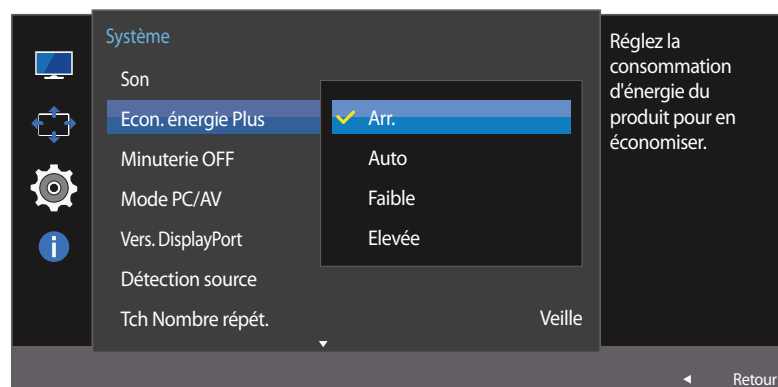 Système
Son
Econ. énergie Plus
Arr.
Minuterie OFF
Auto
Mode PC/AV
Faible
Vers. DisplayPort
Elevée
Détection source
Tch Nombre répét.
Veille
Réglez la
consommation
d'énergie du
produit pour en
économiser.
Retour